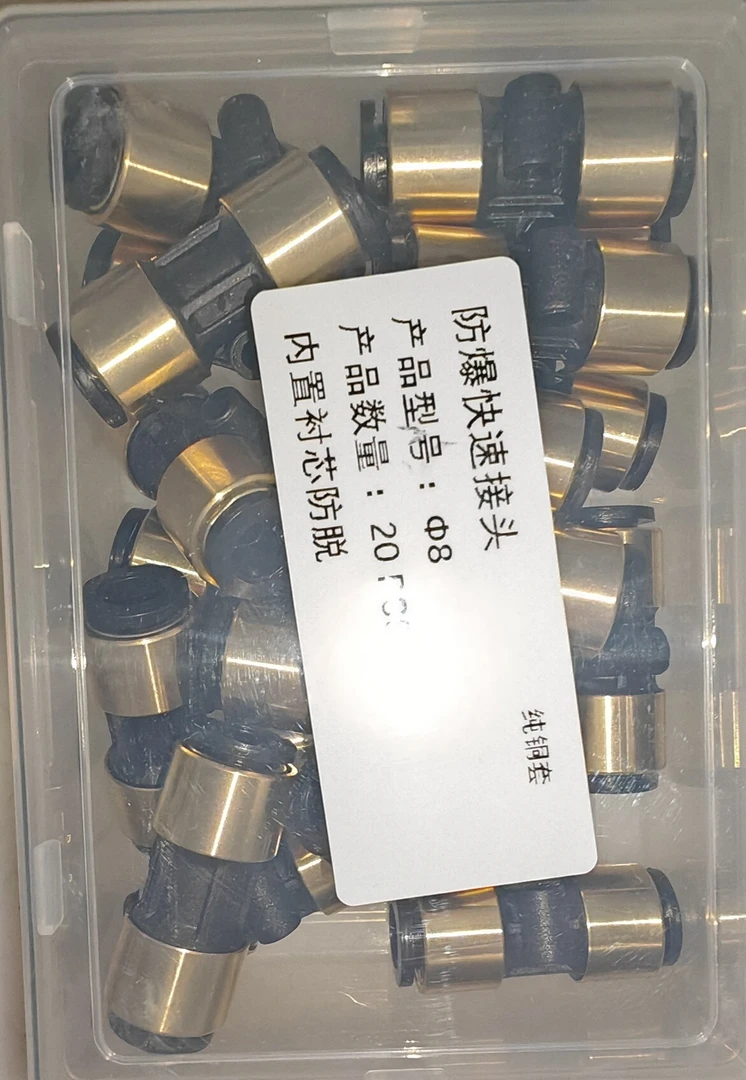 防爆快速接头
产品型号：Φ8
产品数量：20
内置衬芯防脱
纯铜套